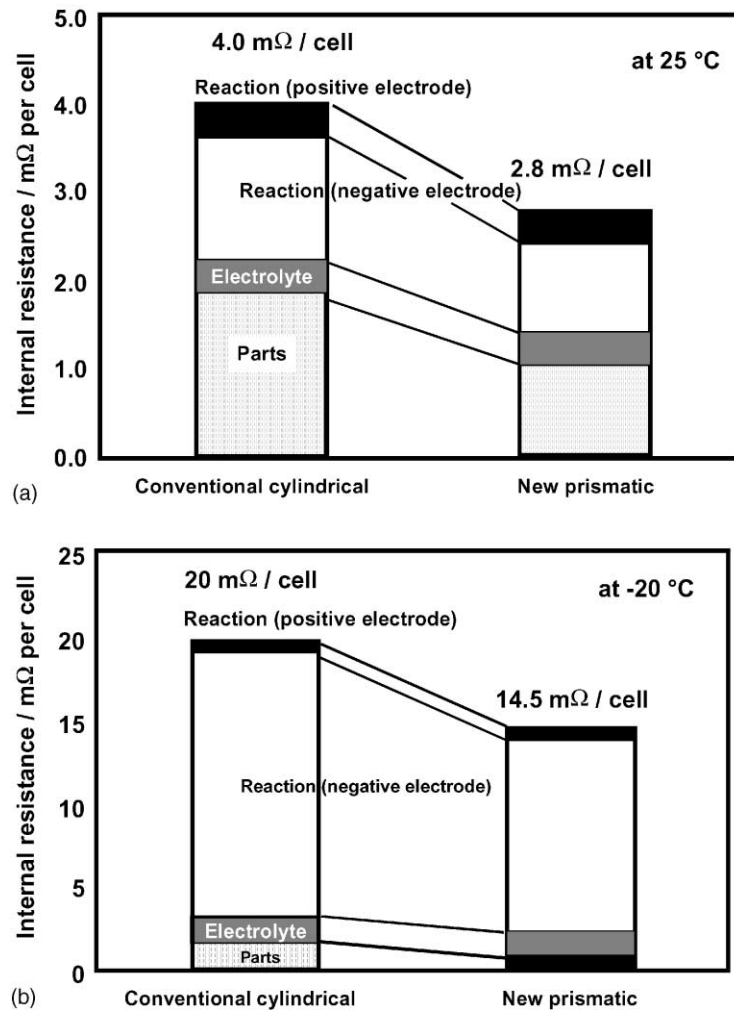 5.0
4.0 mΩ / cell
at 25 °C
Reaction (positive electrode)
4.0
2.8 mΩ / cell
3.0
Reaction (negative electrode)
Electrolyte
2.0
Parts
1.0
0.0
Internal resistance / mΩ per cell
Conventional cylindrical
New prismatic
(a)
25
20 mΩ / cell
at -20 °C
Reaction (positive electrode)
20
14.5 mΩ / cell
15
Reaction (negative electrode)
10
5
Electrolyte
Parts
0
Internal resistance / mΩ per cell
Conventional cylindrical
New prismatic
(b)